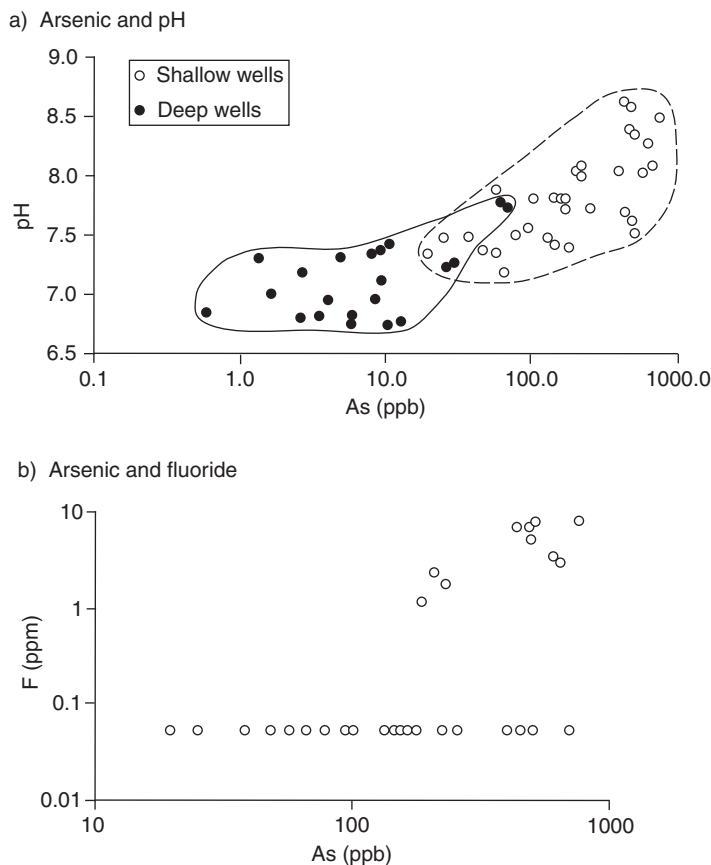 a) Arsenic and pH
9.0
Shallow wells
Deep wells
8.5
8.0
pH
7.5
7.0
6.5
0.1 1.0 10.0 100.0 1000.0
As (ppb)
b) Arsenic and fluoride
10
1
F (ppm)
0.1
0.01
10 100 1000
As (ppb)